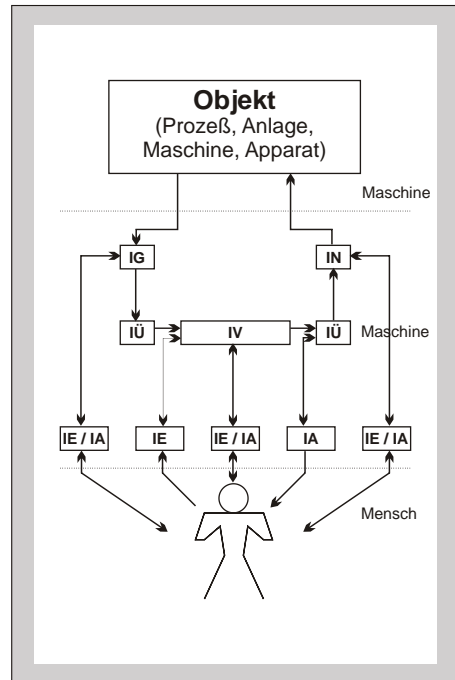 Objekt
(Prozeß, Anlage,
Maschine, Apparat)
Maschine
IG
IN
IÜ
IV
IÜ
Maschine
IE / IA
IE
IE / IA
IA
IE / IA
Mensch